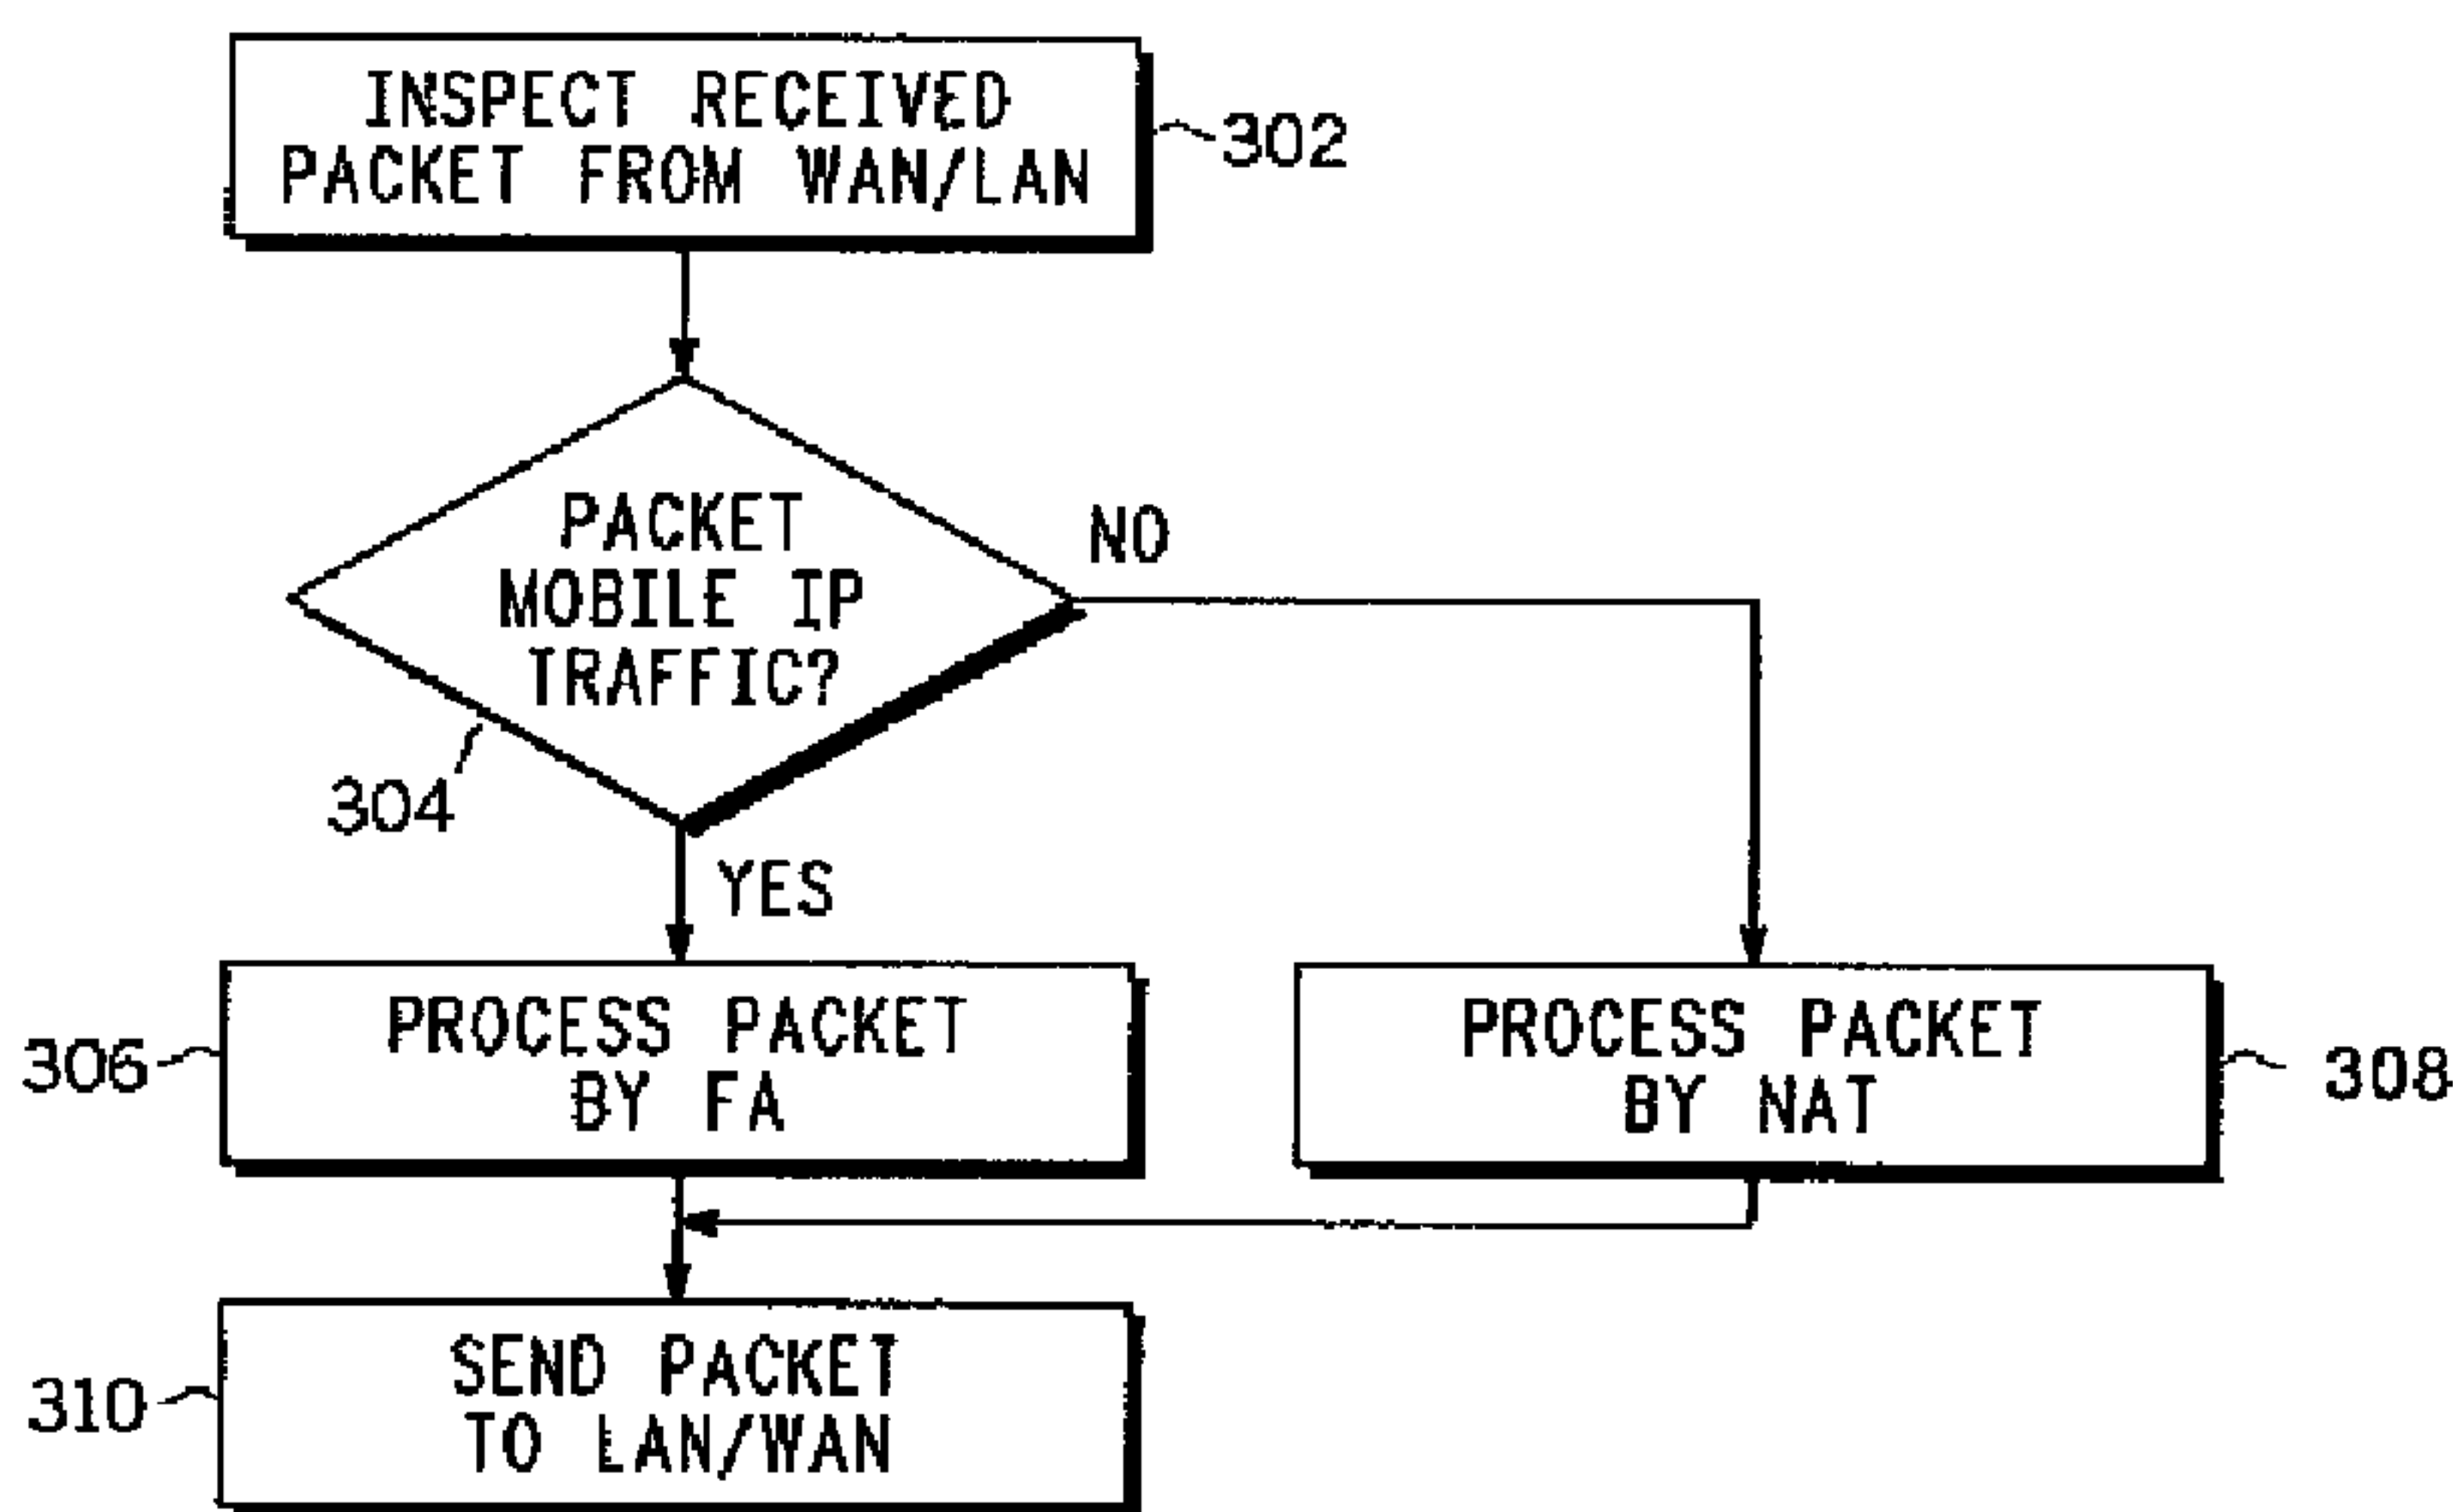 INSPECT RECEIVED
PACKET FROM WAN/LAN
302
PACKET
MOBILE IP
TRAFFIC?
NO
304
YES
PROCESS PACKET
BY FA
306
PROCESS PACKET
BY NAT
308
SEND PACKET
TO LAN/WAN
310